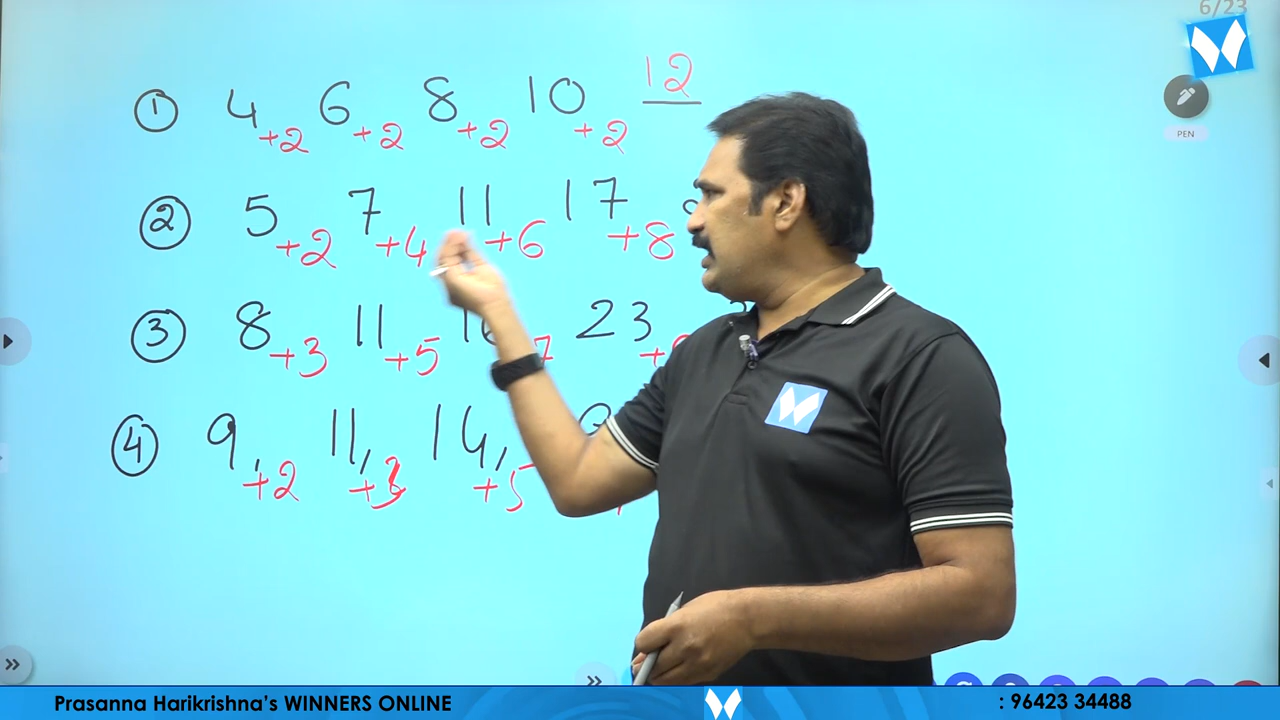 6/23
① 4 6 8 10 12
+2 +2 +2 +2
PEN
② 5 7 11 17
+2 +4 +6 +8
③ 8 11 23
+3 +5 7
④ 9, 11, 14,
+2 +3 +5
Prasanna Harikrishna's WINNERS ONLINE : 96423 34488